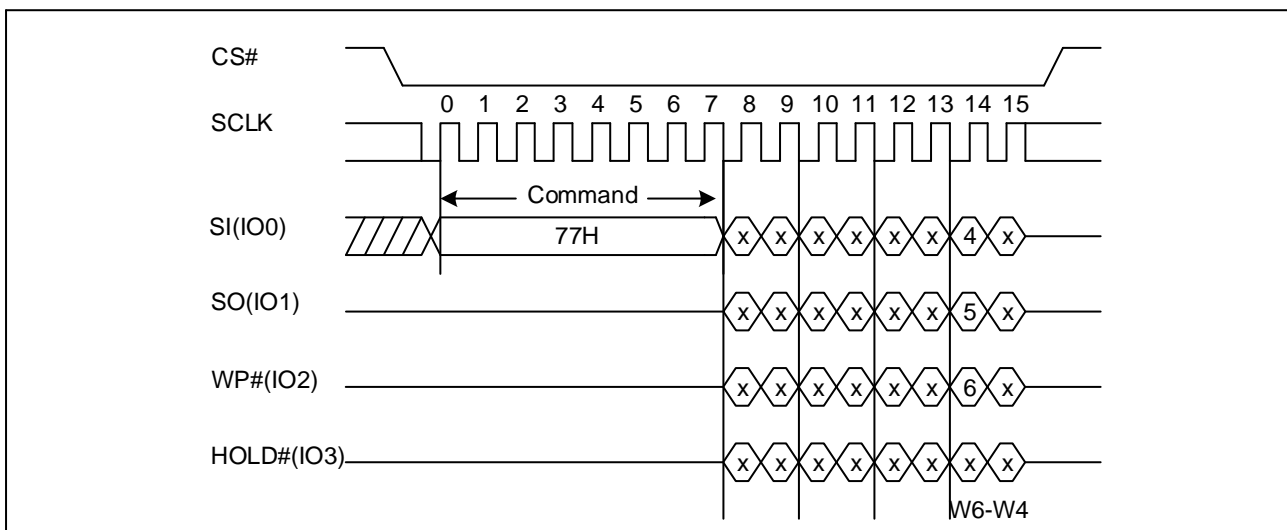 CS#
0 1 2 3 4 5 6 7 8 9 10 11 12 13 14 15
SCLK
Command
SI(IO0) 77H x x x x x x 4 x
SO(IO1) x x x x x x 5 x
WP#(IO2) x x x x x x 6 x
HOLD#(IO3) x x x x x x x x
W6-W4